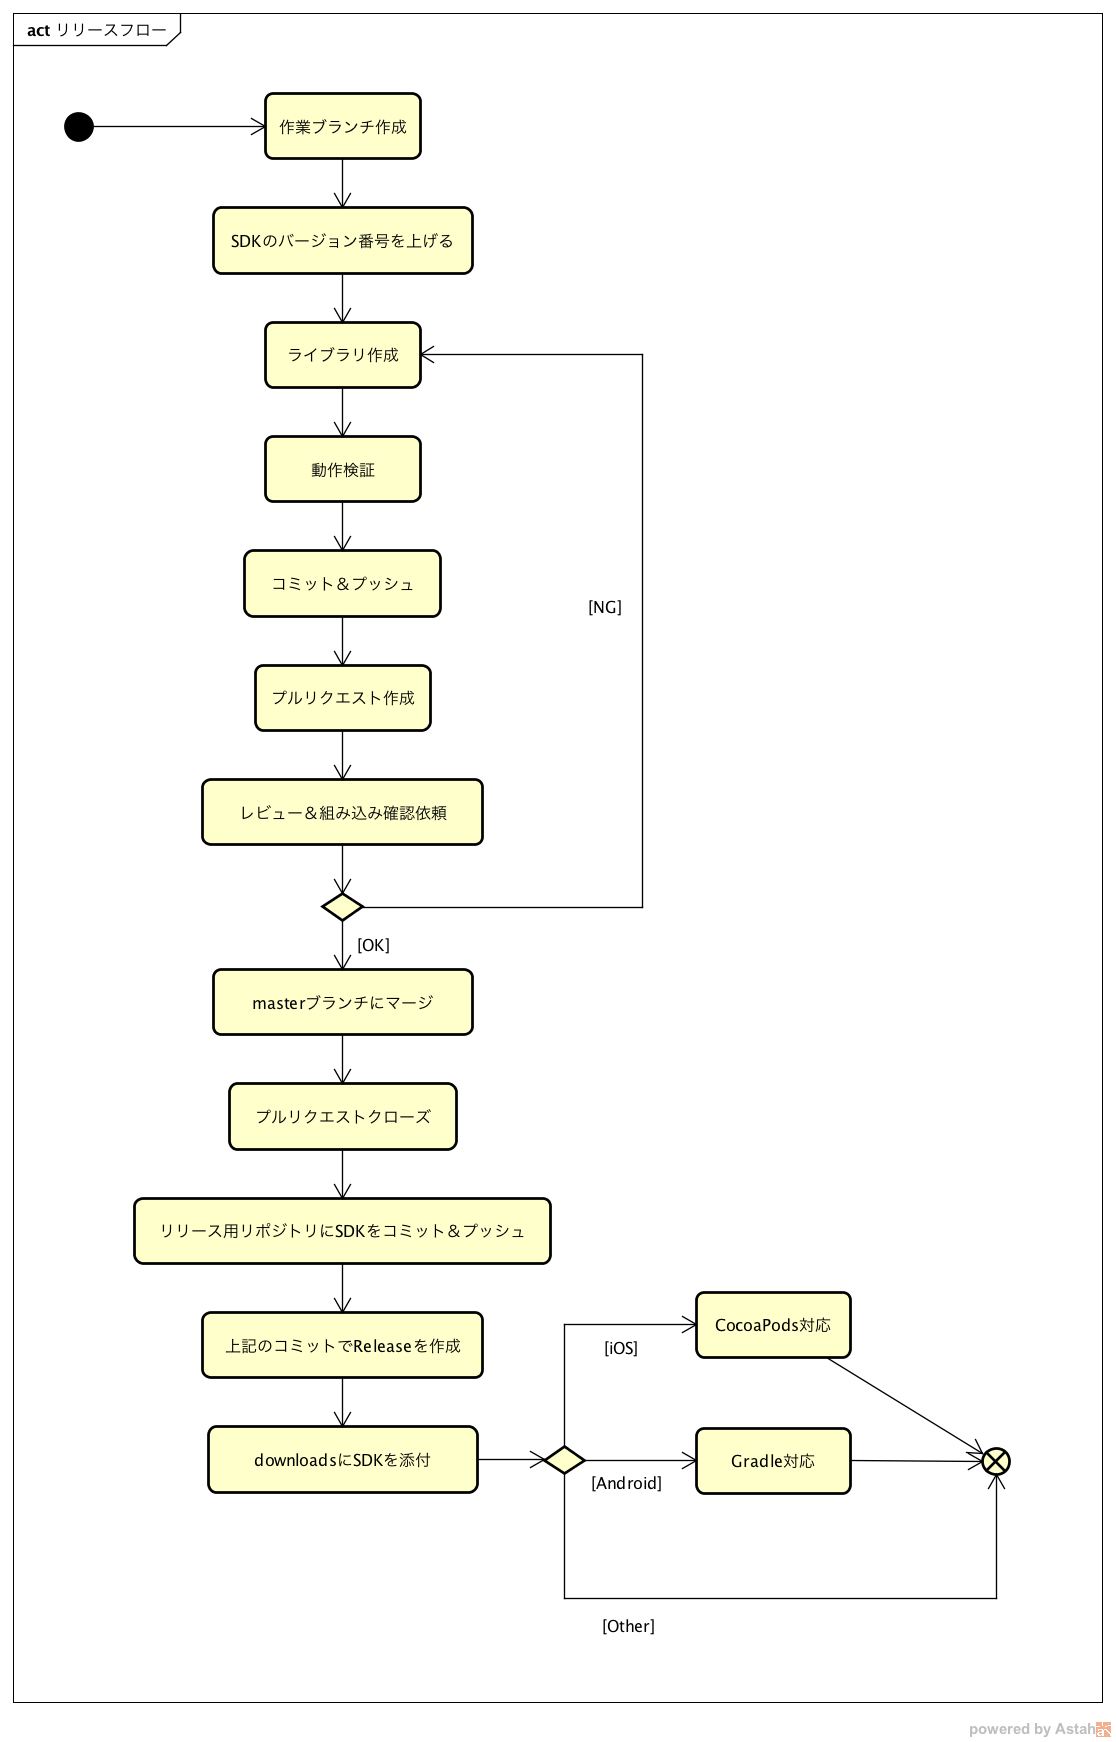 act リリースフロー
作業ブランチ作成
SDKのバージョン番号を上げる
ライブラリ作成
動作検証
コミット＆プッシュ
[NG]
プルリクエスト作成
レビュー＆組み込み確認依頼
[OK]
masterブランチにマージ
プルリクエストクローズ
リリース用リポジトリにSDKをコミット＆プッシュ
上記のコミットでReleaseを作成
downloadsにSDKを添付
CocoaPods対応
[iOS]
Gradle対応
[Android]
[Other]
powered by Astah